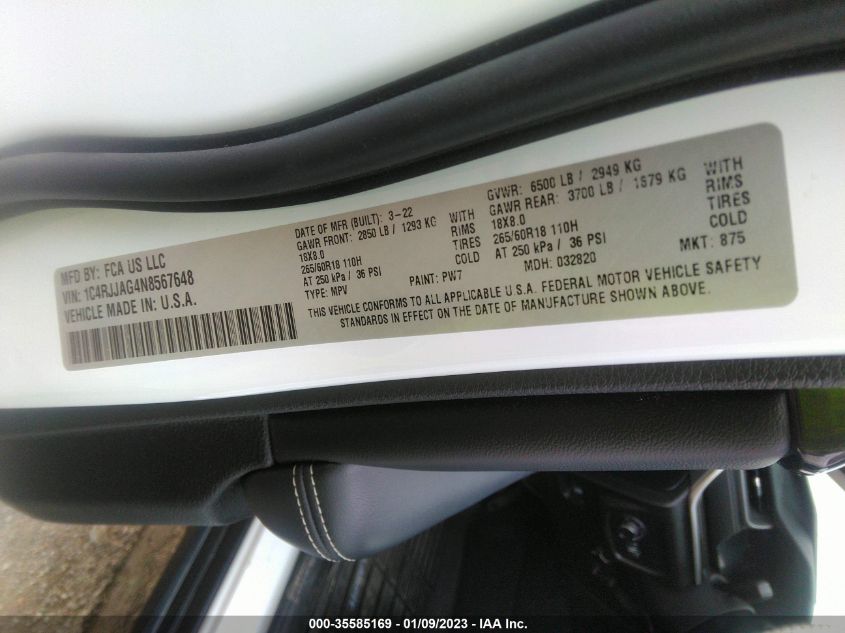 MFD BY: FCA US LLC
VIN: 1C4RJJAG4N8567648
VEHICLE MADE IN U.S.A.
DATE OF MFR (BUILT): 3-22
GAWR FRONT: 2850 LB / 1293 KG WITH
18X8.0 RIMS
265/60R18 110H TIRES
AT 250 kPa / 36 PSI COLD
TYPE: MPV PAINT: PW7
GVWR: 6500 LB / 2949 KG
GAWR REAR: 3700 LB / 1679 KG WITH
18X8.0 RIMS
265/60R18 110H TIRES
AT 250 kPa / 36 PSI COLD
MDH: 032820 MKT: 875
THIS VEHICLE CONFORMS TO ALL APPLICABLE U.S.A. FEDERAL MOTOR VEHICLE SAFETY
STANDARDS IN EFFECT ON THE DATE OF MANUFACTURE SHOWN ABOVE.
000-35585169 - 01/09/2023 - IAA Inc.